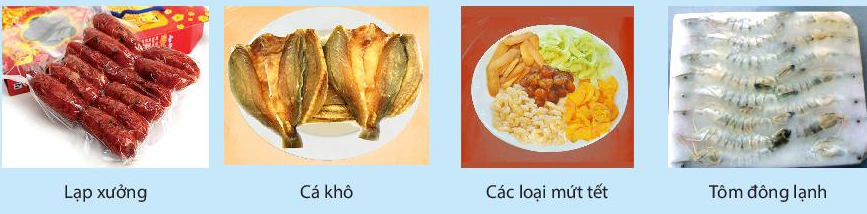 Lạp xưởng
Cá khô
Các loại mứt tết
Tôm đông lạnh